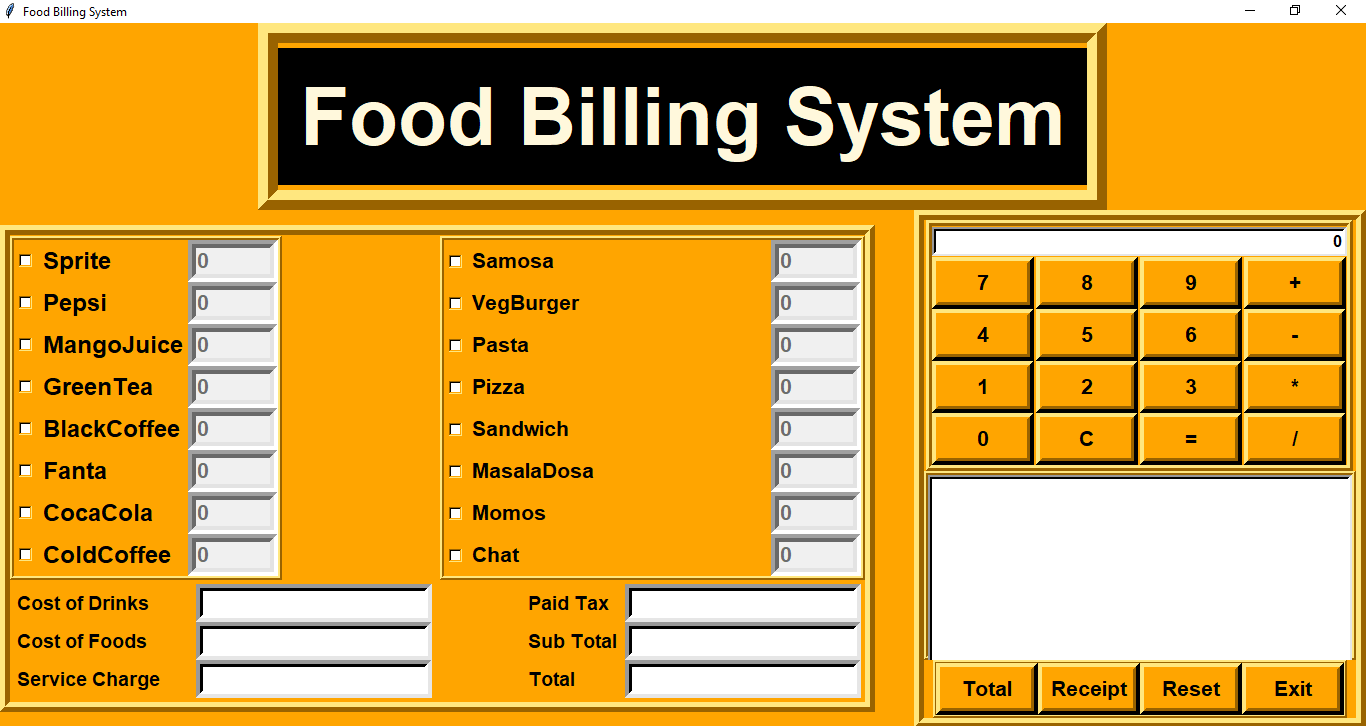 Food Billing System
Food Billing System
Sprite 0
Pepsi 0
MangoJuice 0
GreenTea 0
BlackCoffee 0
Fanta 0
CocaCola 0
ColdCoffee 0
Samosa 0
VegBurger 0
Pasta 0
Pizza 0
Sandwich 0
MasalaDosa 0
Momos 0
Chat 0
Cost of Drinks
Cost of Foods
Service Charge
Paid Tax
Sub Total
Total
0
7 8 9 +
4 5 6 -
1 2 3 *
0 C = /
Total Receipt Reset Exit